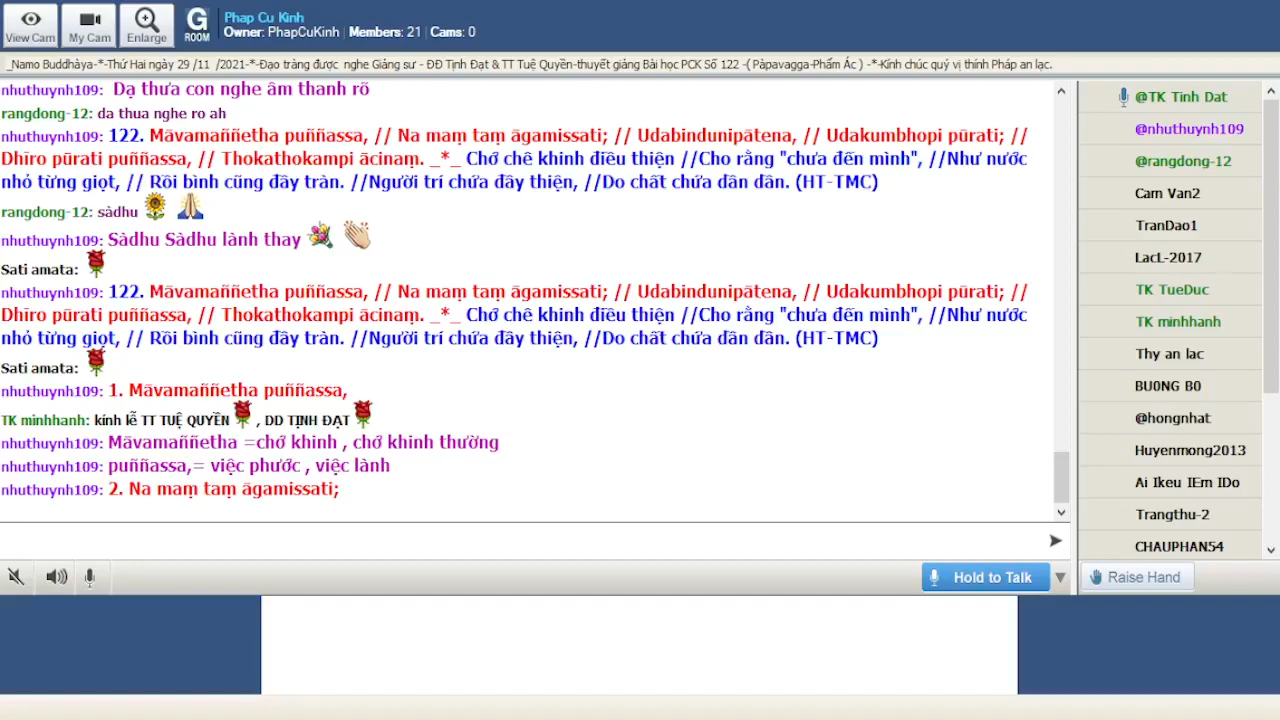 View Cam
My Cam
Enlarge
G ROOM
Phap Cu Kinh
Owner: PhapCuKinh | Members: 21 | Cams: 0
_Namo Buddhàya-*-Thứ Hai ngày 29 /11 /2021-*-Đạo tràng được nghe Giảng sư - ĐĐ Tịnh Đạt & TT Tuệ Quyền-thuyết giảng Bài học PCK Số 122 -( Pàpavagga-Phẩm Ác ) -*-Kính chúc quý vị thính Pháp an lạc.
nhuthuynh109: Dạ thưa con nghe âm thanh rõ
rangdong-12: da thua nghe ro ah
nhuthuynh109: 122. Māvamaññetha puññassa, // Na maṃ taṃ āgamissati; // Udabindunipātena, // Udakumbhopi pūrati; //
Dhīro pūrati puññassa, // Thokathokampi ācinaṃ. _*_ Chớ chê khinh điều thiện //Cho rằng "chưa đến mình", //Như nước
nhỏ từng giọt, // Rồi bình cũng đầy tràn. //Người trí chứa đầy thiện, //Do chất chứa dần dần. (HT-TMC)
rangdong-12: sàdhu
nhuthuynh109: Sàdhu Sàdhu lành thay
Sati amata:
nhuthuynh109: 122. Māvamaññetha puññassa, // Na maṃ taṃ āgamissati; // Udabindunipātena, // Udakumbhopi pūrati; //
Dhīro pūrati puññassa, // Thokathokampi ācinaṃ. _*_ Chớ chê khinh điều thiện //Cho rằng "chưa đến mình", //Như nước
nhỏ từng giọt, // Rồi bình cũng đầy tràn. //Người trí chứa đầy thiện, //Do chất chứa dần dần. (HT-TMC)
Sati amata:
nhuthuynh109: 1. Māvamaññetha puññassa,
TK minhhanh: kính lễ TT TUỆ QUYỀN , DD TỊNH ĐẠT
nhuthuynh109: Māvamaññetha =chớ khinh , chớ khinh thường
nhuthuynh109: puññassa,= việc phước , việc lành
nhuthuynh109: 2. Na maṃ taṃ āgamissati;
Hold to Talk
@TK Tinh Dat
@nhuthuynh109
@rangdong-12
Cam Van2
TranDao1
LacL-2017
TK TueDuc
TK minhhanh
Thy an lac
BU0NG B0
@hongnhat
Huyenmong2013
Ai Ikeu IEm IDo
Trangthu-2
CHAUPHAN54
Raise Hand